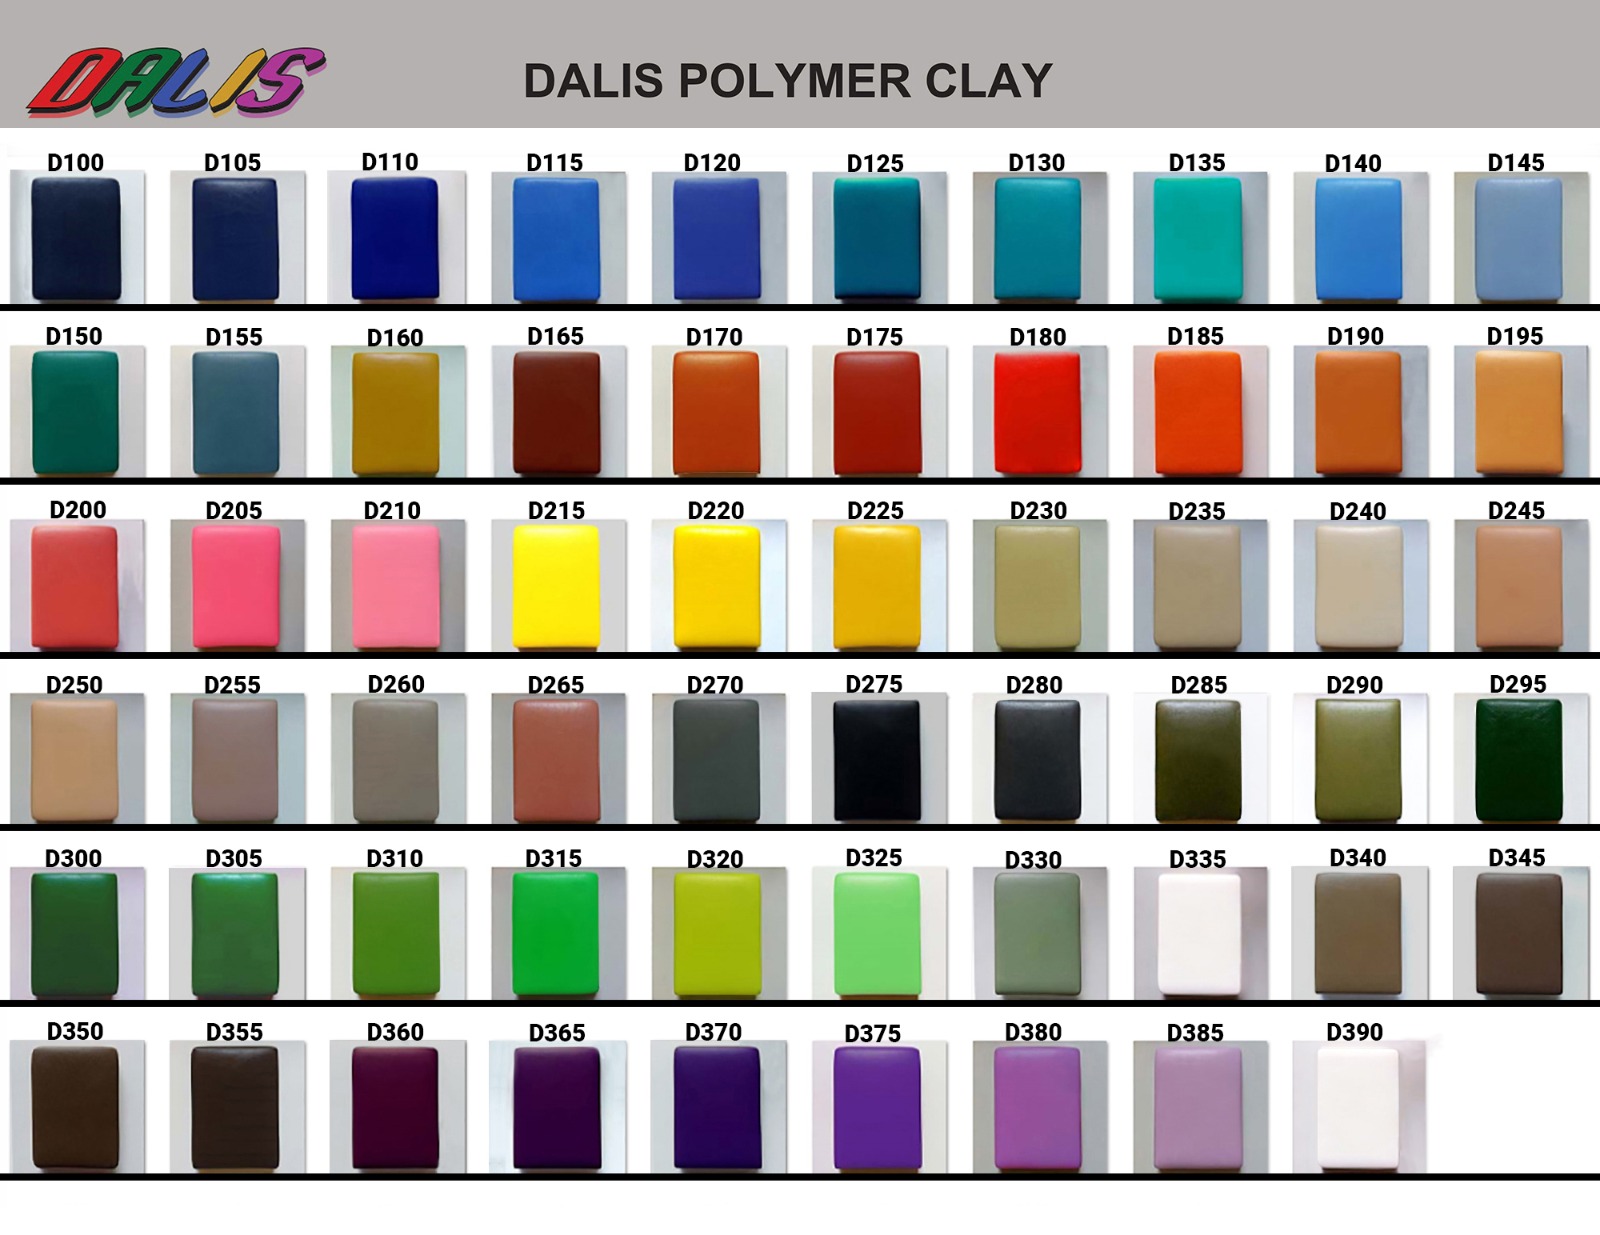 DALIS
DALIS POLYMER CLAY
D100 D105 D110 D115 D120 D125 D130 D135 D140 D145
D150 D155 D160 D165 D170 D175 D180 D185 D190 D195
D200 D205 D210 D215 D220 D225 D230 D235 D240 D245
D250 D255 D260 D265 D270 D275 D280 D285 D290 D295
D300 D305 D310 D315 D320 D325 D330 D335 D340 D345
D350 D355 D360 D365 D370 D375 D380 D385 D390